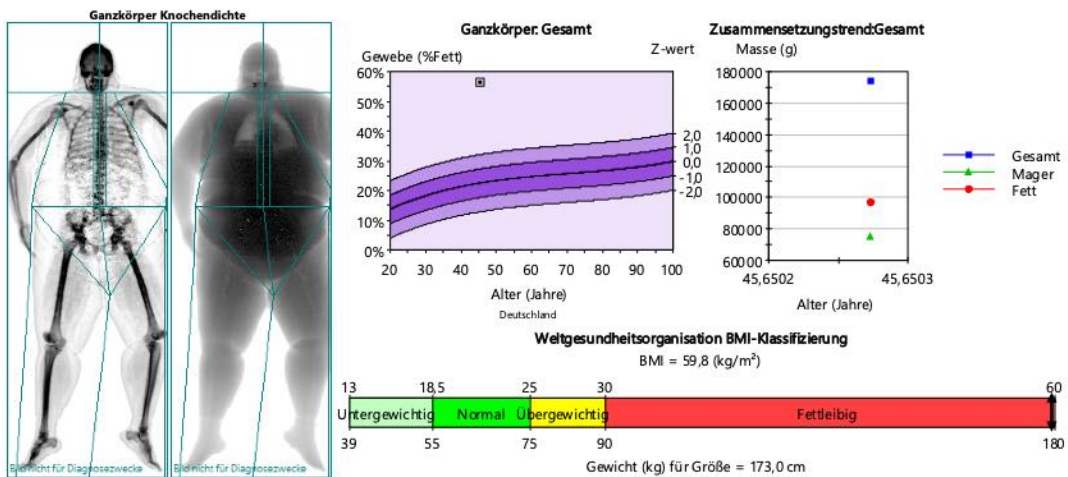 Ganzkörper Knochendichte
Bild nicht für Diagnosezwecke
Bild nicht für Diagnosezwecke
Ganzkörper: Gesamt
Gewebe (%Fett)
Z-wert
60%
50%
40%
30%
20%
10%
0%
2,0
1,0
0,0
-1,0
-2,0
20 30 40 50 60 70 80 90 100
Alter (Jahre)
Deutschland
Zusammensetzungstrend:Gesamt
Masse (g)
180000
160000
140000
120000
100000
80000
60000
45,6502 45,6503
Alter (Jahre)
Gesamt
Mager
Fett
Weltgesundheitsorganisation BMI-Klassifizierung
BMI = 59,8 (kg/m²)
13 18,5 25 30 60
Untergewichtig Normal Übergewichtig Fettleibig
39 55 75 90 180
Gewicht (kg) für Größe = 173,0 cm